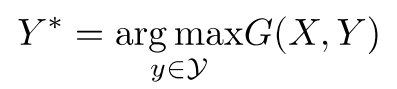 Y* = arg max G(X, Y)
y∈𝒴